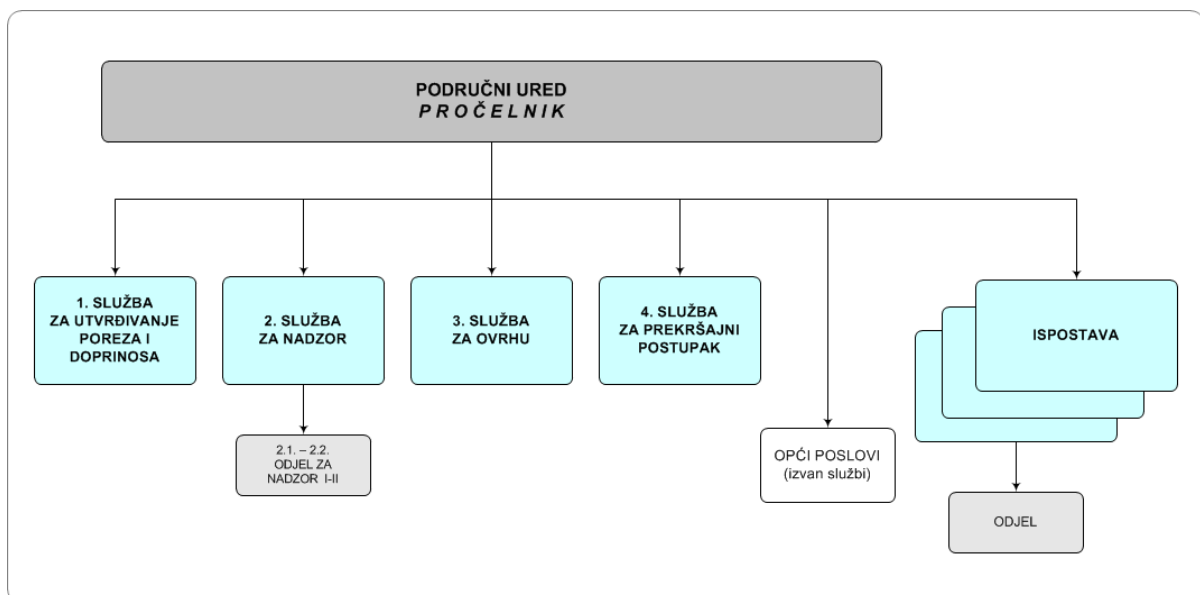 PODRUČNI URED
P R O Č E L N I K
1. SLUŽBA
ZA UTVRĐIVANJE
POREZA I
DOPRINOSA
2. SLUŽBA
ZA NADZOR
3. SLUŽBA
ZA OVRHU
4. SLUŽBA
ZA PREKRŠAJNI
POSTUPAK
ISPOSTAVA
2.1. – 2.2.
ODJEL ZA
NADZOR I-II
OPĆI POSLOVI
(izvan službi)
ODJEL